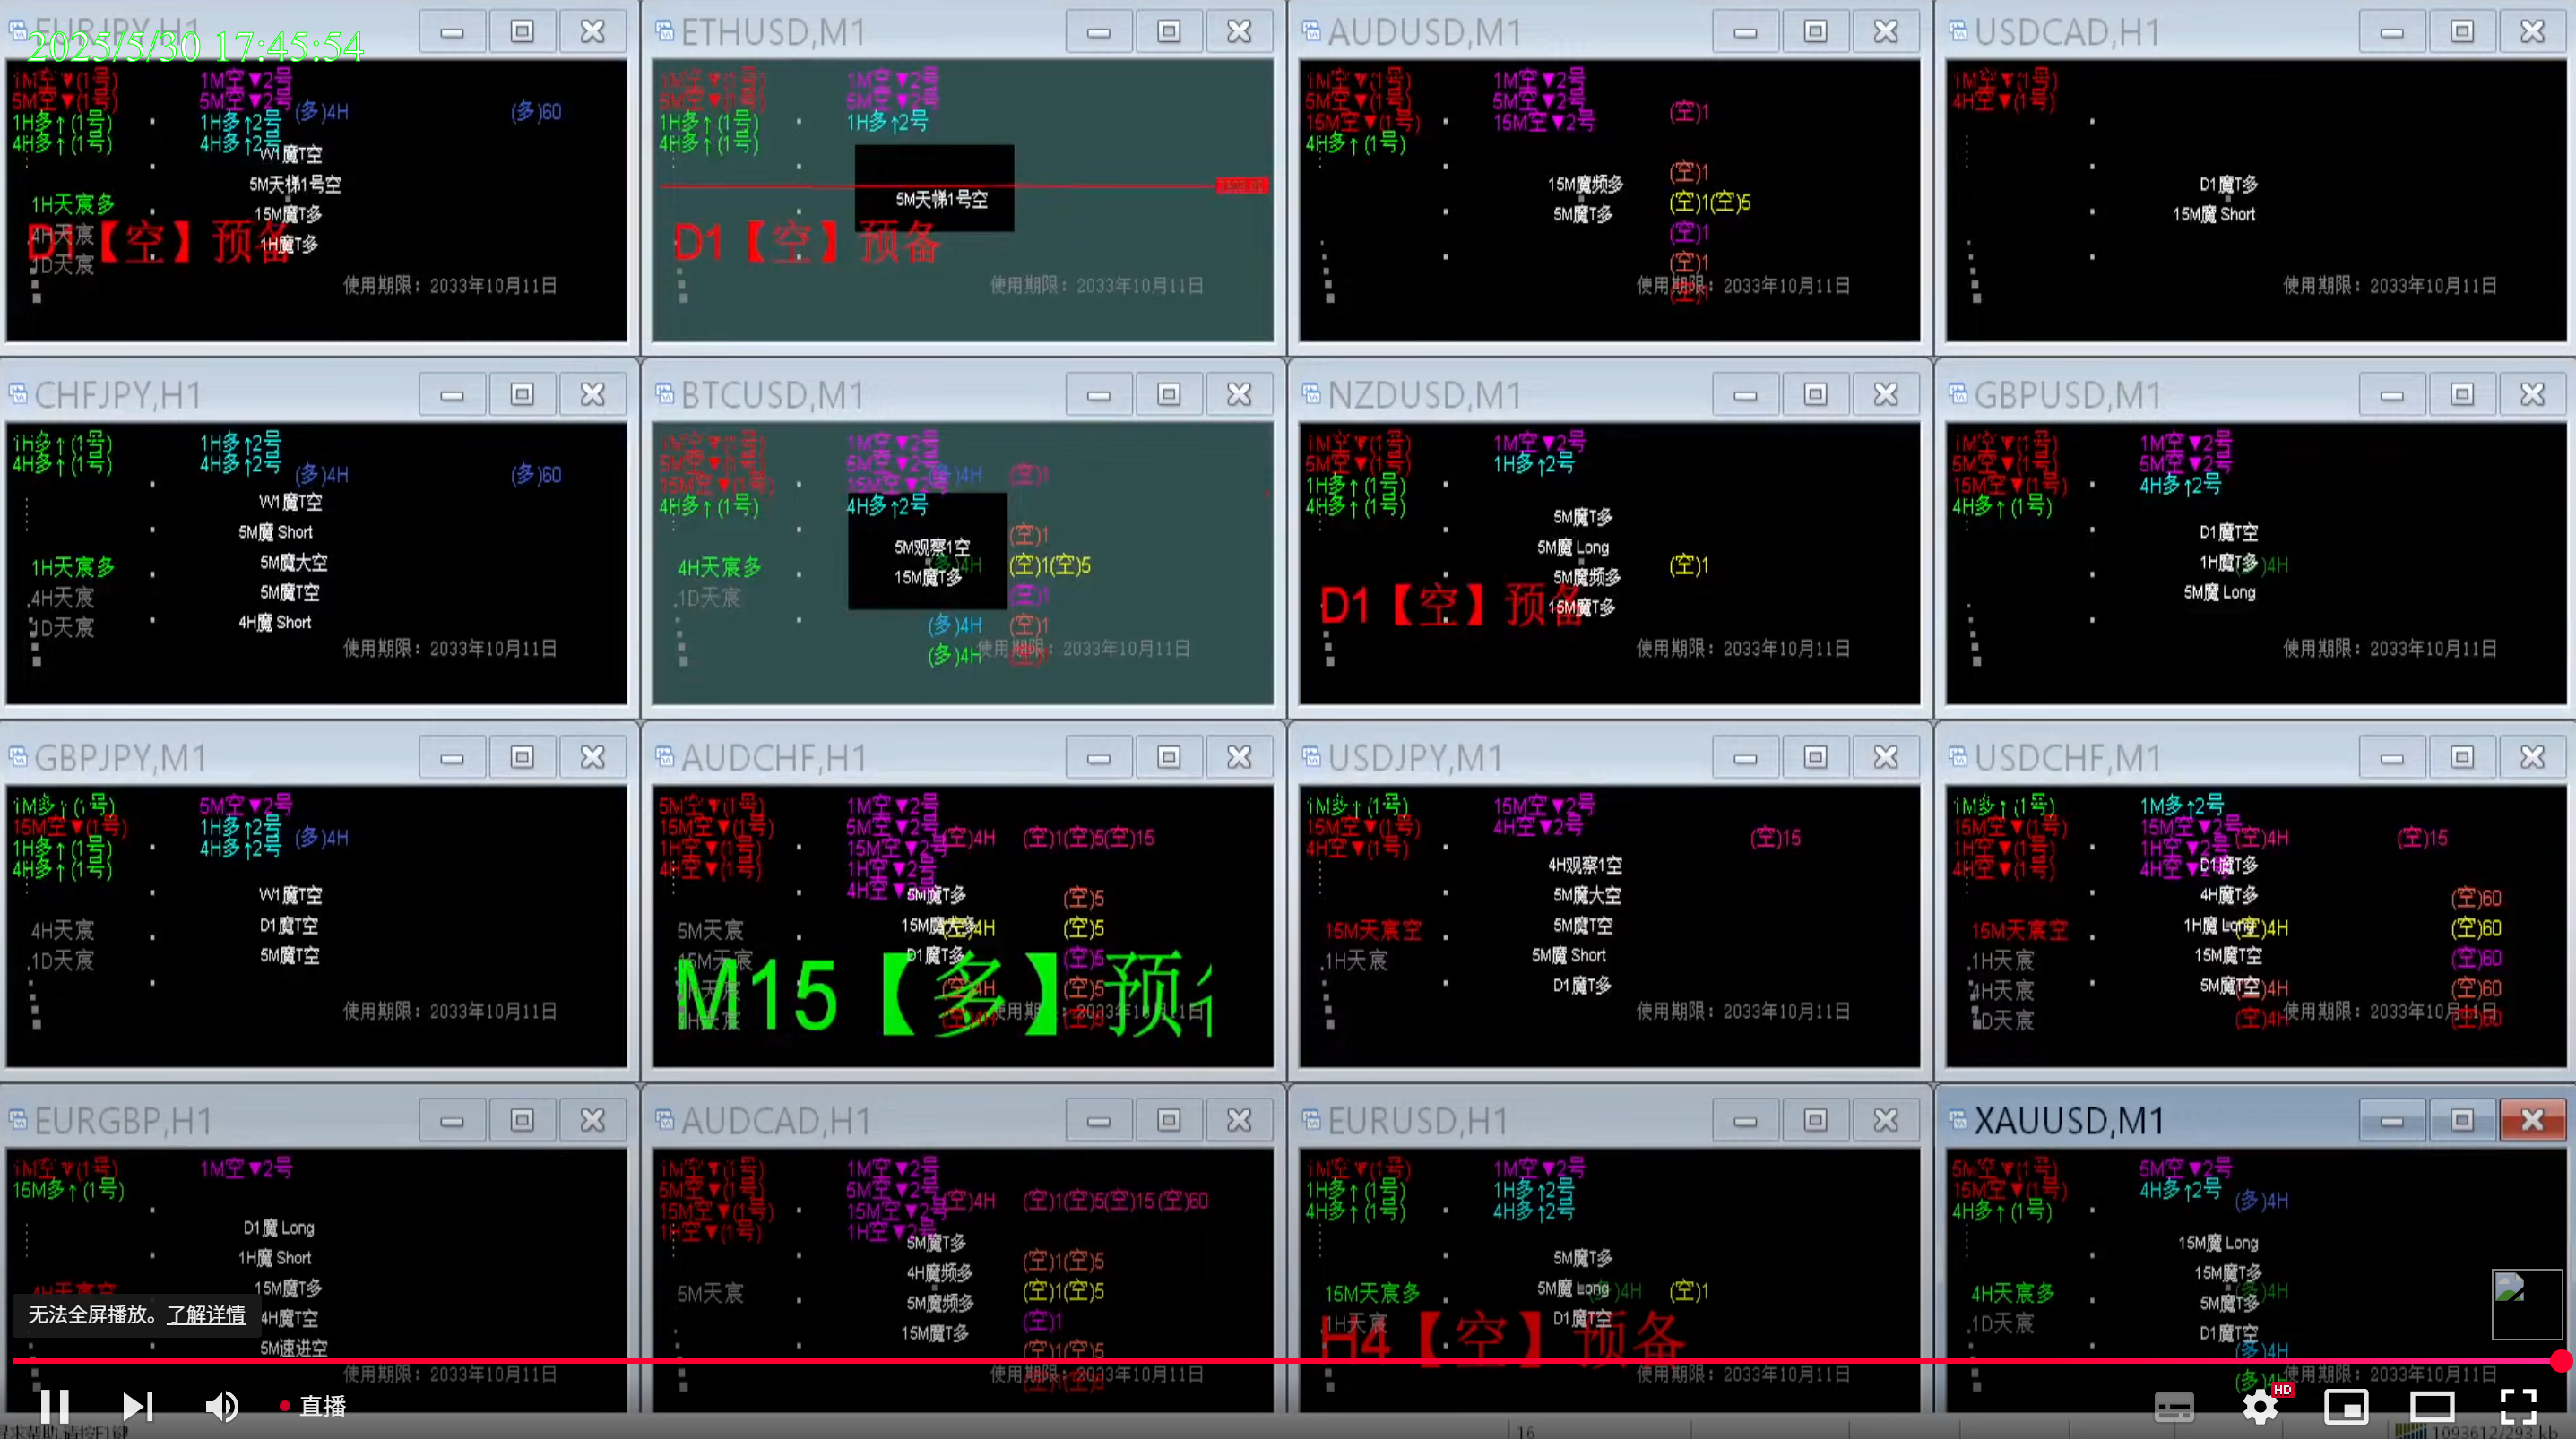 EURJPY,H1
2025/5/30 17:45:54
1M空▼(1号)
5M空▼(1号)
1H多↑(1号)
4H多↑(1号)
1M空▼2号
5M空▼2号
1H多↑2号
4H多↑2号
(多)4H
(多)60
W1魔T空
5M天梯1号空
1H天宸多
15M魔T多
4H天宸
1H魔T多
D1【空】预备
1D天宸
使用期限：2033年10月11日
ETHUSD,M1
1M空▼(1号)
5M空▼(1号)
1H多↑(1号)
4H多↑(1号)
1M空▼2号
5M空▼2号
1H多↑2号
5M天梯1号空
D1【空】预备
使用期限：2033年10月11日
AUDUSD,M1
1M空▼(1号)
5M空▼(1号)
15M空▼(1号)
4H多↑(1号)
1M空▼2号
5M空▼2号
15M空▼2号
(空)1
15M魔频多
5M魔T多
(空)1
(空)1(空)5
(空)1
(空)1
(空)1
使用期限：2033年10月11日
USDCAD,H1
1M空▼(1号)
4H空▼(1号)
D1魔T多
15M魔 Short
使用期限：2033年10月11日
CHFJPY,H1
1H多↑(1号)
4H多↑(1号)
1H多↑2号
4H多↑2号
(多)4H
(多)60
W1魔T空
5M魔 Short
5M魔大空
5M魔T空
4H魔 Short
1H天宸多
4H天宸
1D天宸
使用期限：2033年10月11日
BTCUSD,M1
1M空▼(1号)
5M空▼(1号)
15M空▼(1号)
4H多↑(1号)
1M空▼2号
5M空▼2号
15M空▼2号
4H多↑2号
(多)4H
(空)1
5M观察1空
15M魔T多
4H天宸多
1D天宸
(空)1
(多)4H
(空)1(空)5
(空)1
(多)4H
(空)1
(多)4H
(空)1
使用期限：2033年10月11日
NZDUSD,M1
1M空▼(1号)
5M空▼(1号)
1H多↑(1号)
4H多↑(1号)
1M空▼2号
1H多↑2号
5M魔T多
5M魔 Long
5M魔频多
15M魔T多
(空)1
D1【空】预备
使用期限：2033年10月11日
GBPUSD,M1
1M空▼(1号)
5M空▼(1号)
15M空▼(1号)
4H多↑(1号)
1M空▼2号
5M空▼2号
4H多↑2号
D1魔T空
1H魔T多
(多)4H
5M魔 Long
使用期限：2033年10月11日
GBPJPY,M1
1M多↑(1号)
15M空▼(1号)
1H多↑(1号)
4H多↑(1号)
5M空▼2号
1H多↑2号
4H多↑2号
(多)4H
W1魔T空
D1魔T空
5M魔T空
4H天宸
1D天宸
使用期限：2033年10月11日
AUDCHF,H1
5M空▼(1号)
15M空▼(1号)
1H空▼(1号)
4H空▼(1号)
1M空▼2号
5M空▼2号
15M空▼2号
1H空▼2号
4H空▼2号
(空)4H
(空)1(空)5(空)15
5M魔T多
15M魔大多
D1魔T多
(空)5
(空)4H
(空)5
(空)5
(空)4H
(空)5
5M天宸
15M天宸
M15【多】预
使用期限：2033年10月11日
USDJPY,M1
1M多↑(1号)
15M空▼(1号)
4H空▼(1号)
15M空▼2号
4H空▼2号
(空)15
4H观察1空
5M魔大空
5M魔T空
5M魔 Short
D1魔T多
15M天宸空
1H天宸
使用期限：2033年10月11日
USDCHF,M1
1M多↑(1号)
15M空▼(1号)
1H空▼(1号)
4H空▼(1号)
1M多↑2号
15M空▼2号
1H空▼2号
4H空▼2号
(空)4H
(空)15
D1魔T多
4H魔T多
1H魔 Long
15M魔T空
5M魔T空
(空)60
(空)4H
(空)60
(空)60
(空)4H
(空)60
(空)4H
(空)60
15M天宸空
1H天宸
4H天宸
1D天宸
使用期限：2033年10月11日
EURGBP,H1
1M空▼(1号)
15M多↑(1号)
1M空▼2号
D1魔 Long
1H魔 Short
15M魔T多
4H魔T空
5M速进空
4H天宸空
使用期限：2033年10月11日
AUDCAD,H1
1M空▼(1号)
5M空▼(1号)
15M空▼(1号)
1H空▼(1号)
1M空▼2号
5M空▼2号
15M空▼2号
1H空▼2号
(空)4H
(空)1(空)5(空)15(空)60
5M魔T多
4H魔频多
5M魔频多
15M魔T多
(空)1(空)5
(空)1(空)5
(空)1
(空)1(空)5
(空)1(空)5
5M天宸
使用期限：2033年10月11日
EURUSD,H1
1M空▼(1号)
1H多↑(1号)
4H多↑(1号)
1M空▼2号
1H多↑2号
4H多↑2号
5M魔T多
5M魔 Long
(多)4H
(空)1
D1魔T空
15M天宸多
1H天宸
H4【空】预备
使用期限：2033年10月11日
XAUUSD,M1
5M空▼(1号)
15M空▼(1号)
4H多↑(1号)
5M空▼2号
4H多↑2号
(多)4H
15M魔 Long
15M魔T多
5M魔T多
D1魔T空
(多)4H
(多)4H
4H天宸多
1D天宸
使用期限：2033年10月11日
无法全屏播放。了解详情
直播
HD
16
1093612/293 kb